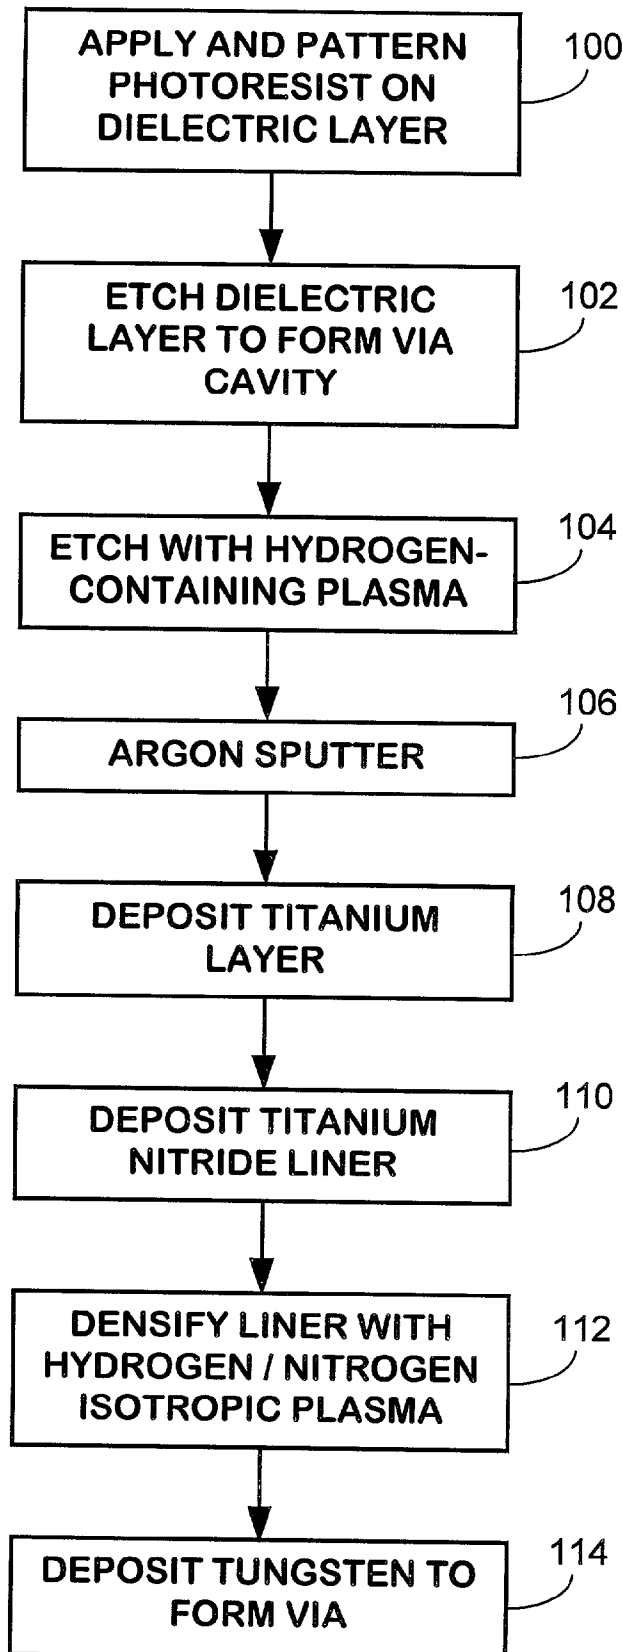 APPLY AND PATTERN
PHOTORESIST ON
DIELECTRIC LAYER
100
ETCH DIELECTRIC
LAYER TO FORM VIA
CAVITY
102
ETCH WITH HYDROGEN-
CONTAINING PLASMA
104
ARGON SPUTTER
106
DEPOSIT TITANIUM
LAYER
108
DEPOSIT TITANIUM
NITRIDE LINER
110
DENSIFY LINER WITH
HYDROGEN / NITROGEN
ISOTROPIC PLASMA
112
DEPOSIT TUNGSTEN TO
FORM VIA
114